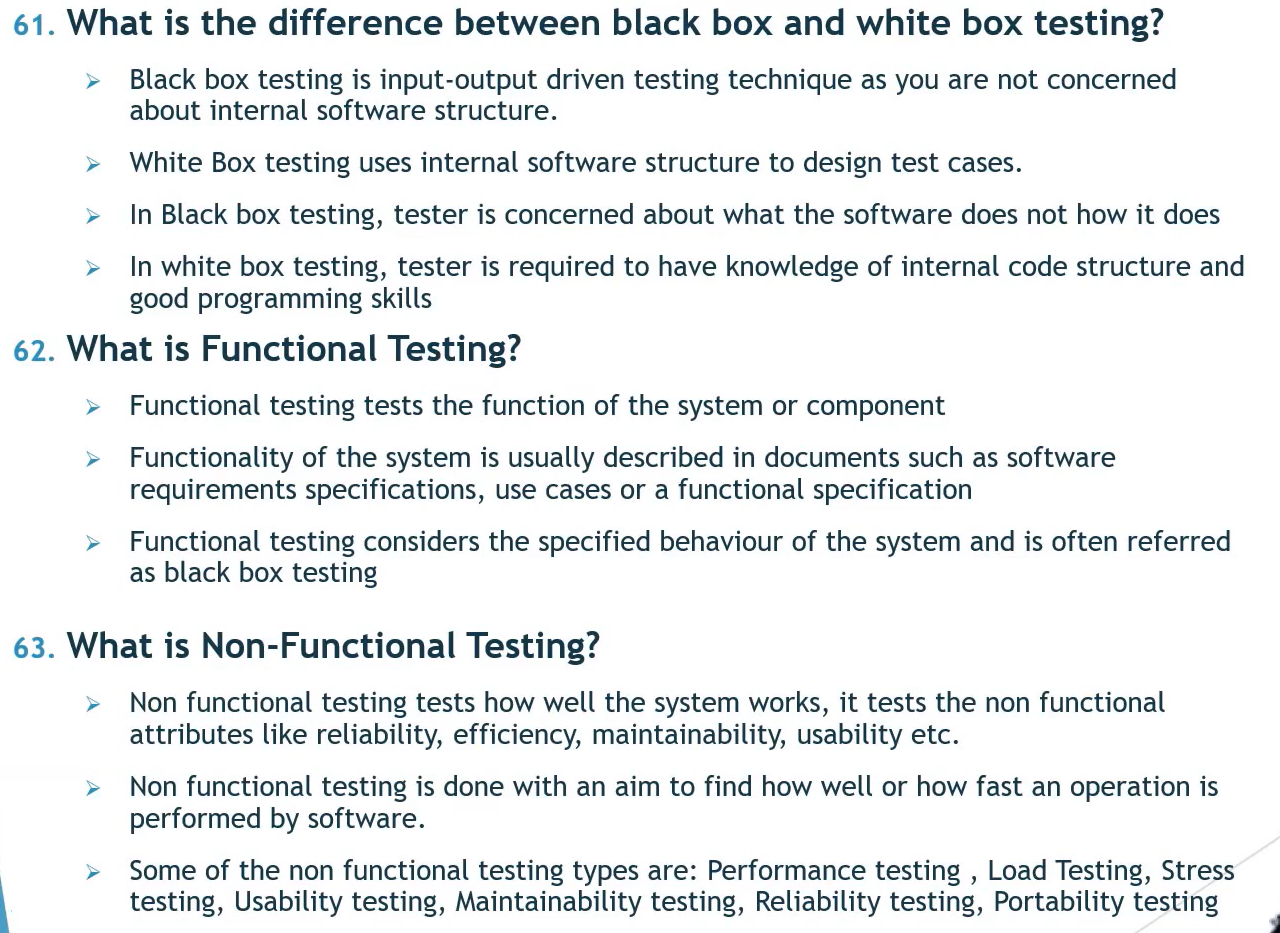 61. What is the difference between black box and white box testing?
➢ Black box testing is input-output driven testing technique as you are not concerned
about internal software structure.
➢ White Box testing uses internal software structure to design test cases.
➢ In Black box testing, tester is concerned about what the software does not how it does
➢ In white box testing, tester is required to have knowledge of internal code structure and
good programming skills
62. What is Functional Testing?
➢ Functional testing tests the function of the system or component
➢ Functionality of the system is usually described in documents such as software
requirements specifications, use cases or a functional specification
➢ Functional testing considers the specified behaviour of the system and is often referred
as black box testing
63. What is Non-Functional Testing?
➢ Non functional testing tests how well the system works, it tests the non functional
attributes like reliability, efficiency, maintainability, usability etc.
➢ Non functional testing is done with an aim to find how well or how fast an operation is
performed by software.
➢ Some of the non functional testing types are: Performance testing , Load Testing, Stress
testing, Usability testing, Maintainability testing, Reliability testing, Portability testing